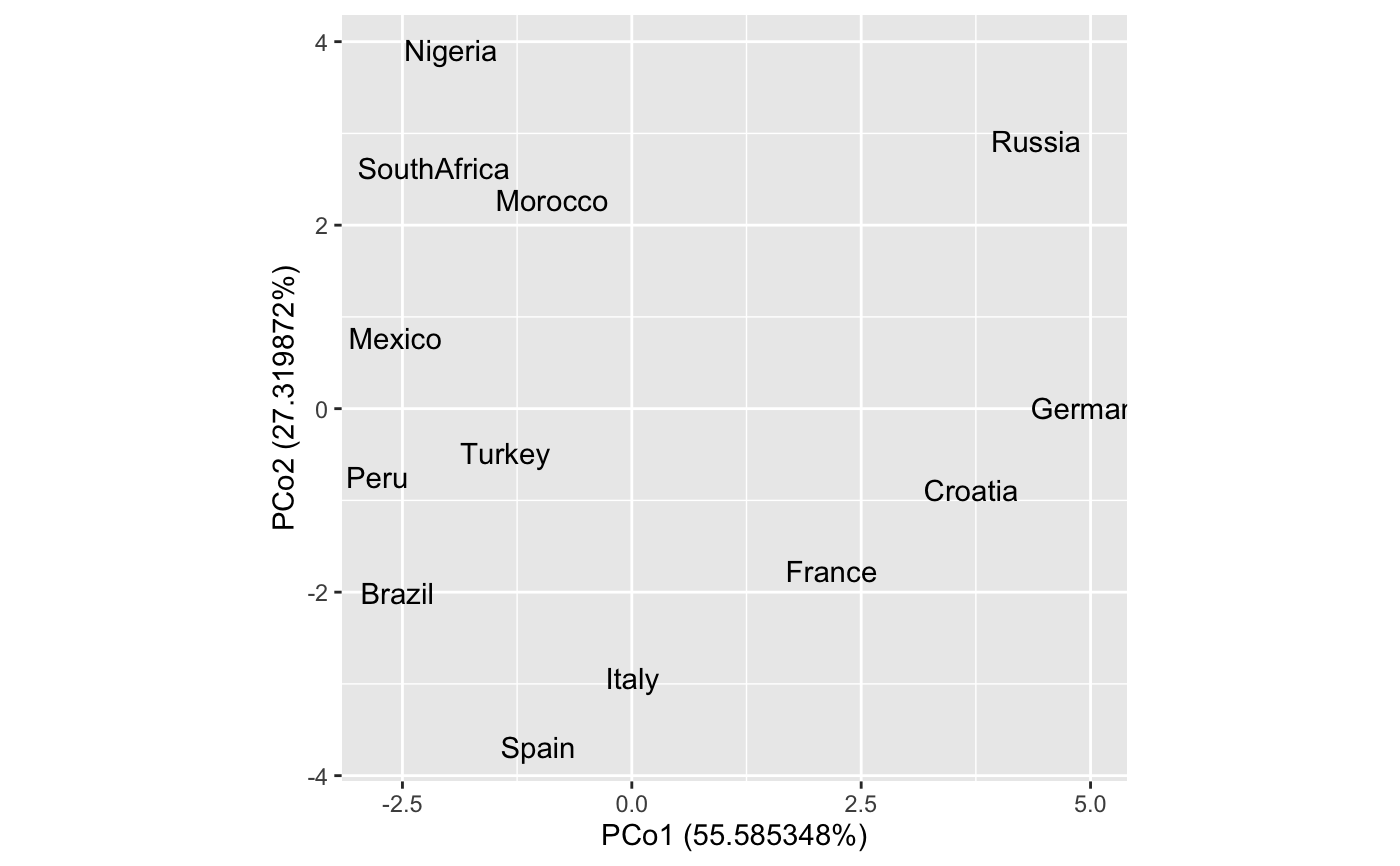 4
Nigeria
Russia
SouthAfrica
Morocco
2
Mexico
0
German
Turkey
Peru
Croatia
France
-2
Brazil
Italy
Spain
-4
-2.5 0.0 2.5 5.0
PCo1 (55.585348%)
PCo2 (27.319872%)